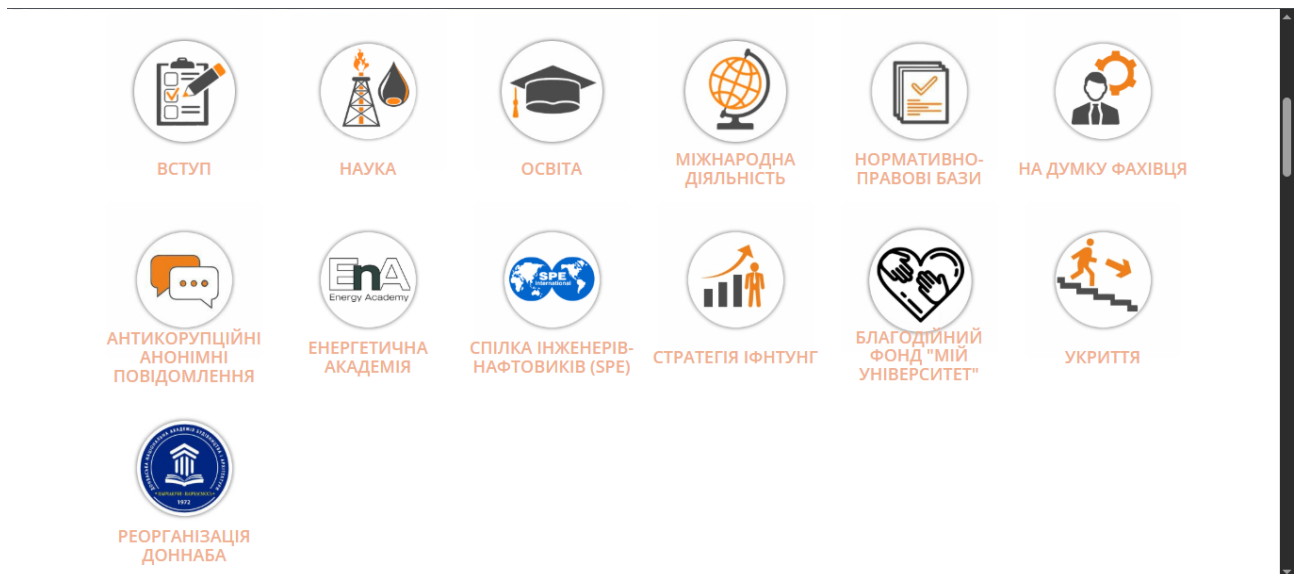 ВСТУП
НАУКА
ОСВІТА
МІЖНАРОДНА
ДІЯЛЬНІСТЬ
НОРМАТИВНО-
ПРАВОВІ БАЗИ
НА ДУМКУ ФАХІВЦЯ
АНТИКОРУПЦІЙНІ
АНОНІМНІ
ПОВІДОМЛЕННЯ
EnA
Energy Academy
ЕНЕРГЕТИЧНА
АКАДЕМІЯ
SPE
International
СПІЛКА ІНЖЕНЕРІВ-
НАФТОВИКІВ (SPE)
СТРАТЕГІЯ ІФНТУНГ
БЛАГОДІЙНИЙ
ФОНД "МІЙ
УНІВЕРСИТЕТ"
УКРИТТЯ
1972
РЕОРГАНІЗАЦІЯ
ДОННАБА